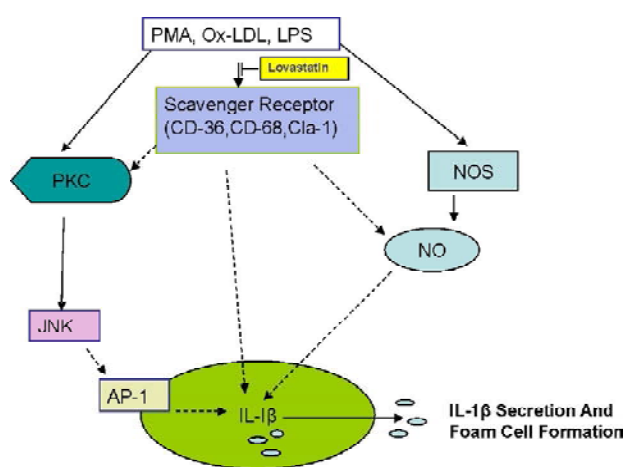 PMA, Ox-LDL, LPS
Lovastatin
Scavenger Receptor
(CD-36,CD-68,Cla-1)
PKC
NOS
NO
JNK
AP-1
IL-Iβ
IL-1β Secretion And
Foam Cell Formation